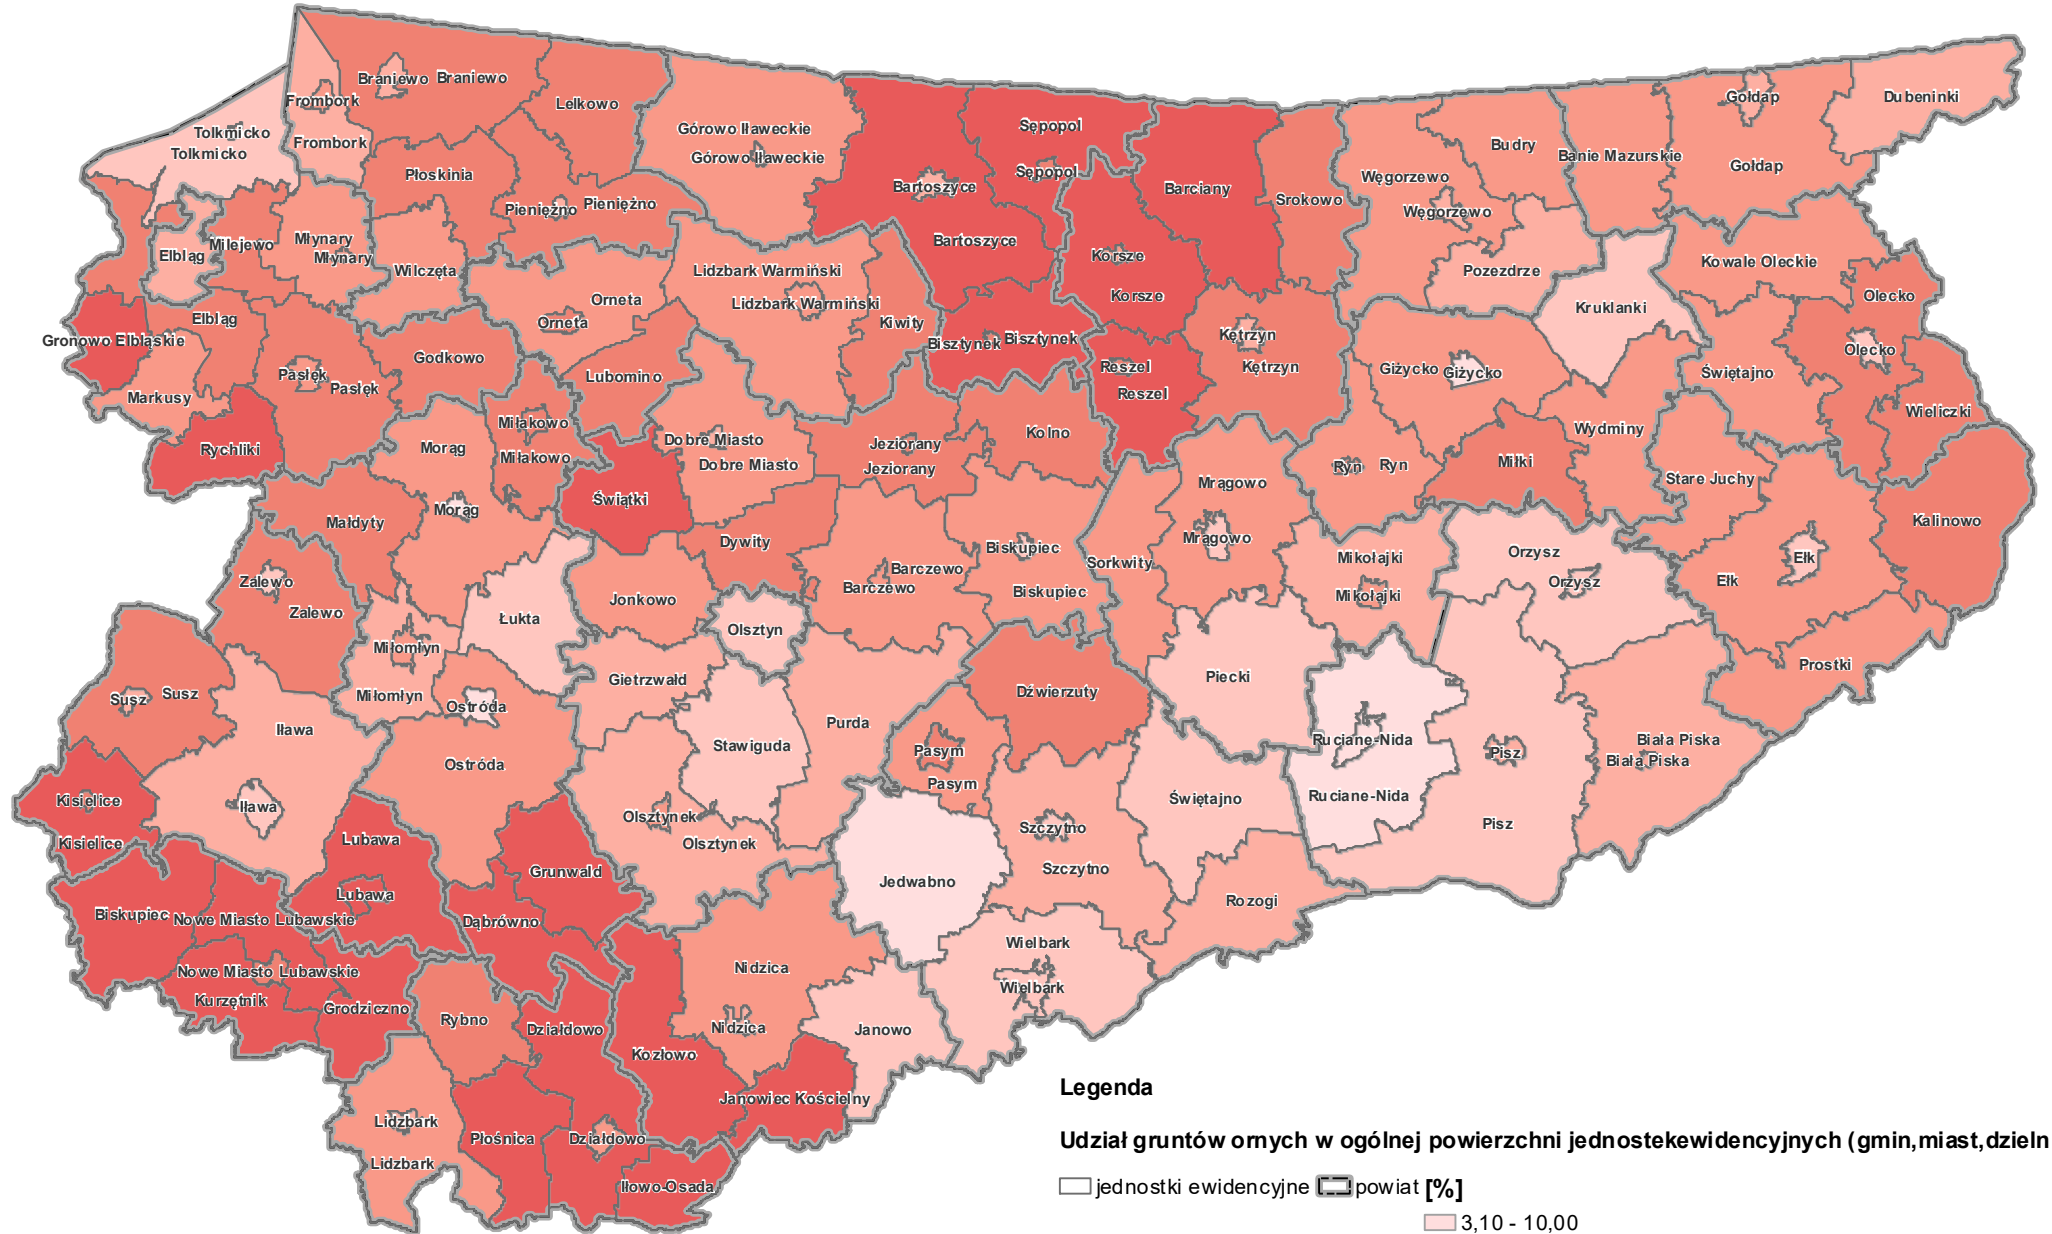 Braniewo Braniewo
Frombork
Lelkowo
Gołdap
Dubeninki
Tolkmicko
Tolkmicko
Frombork
Górowo Iławeckie
Górowo Iławeckie
Sępopol
Sępopol
Budry
Banie Mazurskie
Gołdap
Płoskinia
Bartoszyce
Barciany
Węgorzewo
Srokowo
Pieniężno Pieniężno
Węgorzewo
Elbląg
Milejewo
Młynary
Młynary
Wilczęta
Bartoszyce
Korsze
Lidzbark Warmiński
Pozezdrze
Kowale Oleckie
Orneta
Lidzbark Warmiński
Korsze
Kruklanki
Olecko
Elbląg
Orneta
Kiwity
Gronowo Elbląskie
Godkowo
Bisztynek Bisztynek
Kętrzyn
Kętrzyn
Olecko
Pasłęk
Pasłęk
Lubomino
Reszel
Reszel
Giżycko Giżycko
Świętajno
Markusy
Miłakowo
Miłakowo
Wieliczki
Rychliki
Morąg
Dobre Miasto
Dobre Miasto
Jeziorany
Jeziorany
Kolno
Wydminy
Ryn Ryn
Miłki
Mrągowo
Stare Juchy
Świątki
Małdyty
Morąg
Kalinowo
Dywity
Biskupiec
Mrągowo
Sorkwity
Mikołajki
Mikołajki
Orzysz
Orzysz
Ełk
Ełk
Zalewo
Zalewo
Barczewo
Barczewo
Biskupiec
Jonkowo
Łukta
Olsztyn
Miłomłyn
Miłomłyn
Prostki
Gietrzwałd
Piecki
Susz Susz
Dźwierzuty
Ostróda
Iława
Purda
Stawiguda
Ruciane-Nida
Biała Piska
Pasym
Pisz
Biała Piska
Ostróda
Pasym
Kisielice
Iława
Świętajno
Ruciane-Nida
Olsztynek
Szczytno
Pisz
Kisielice
Lubawa
Olsztynek
Grunwald
Szczytno
Jedwabno
Lubawa
Rozogi
Biskupiec
Nowe Miasto Lubawskie
Dąbrówno
Wielbark
Nowe Miasto Lubawskie
Nidzica
Wielbark
Kurzętnik
Grodziczno
Rybno
Działdowo
Nidzica
Janowo
Kozłowo
Janowiec Kościelny
Lidzbark
Płośnica
Działdowo
Lidzbark
Iłowo-Osada
Legenda
Udział gruntów ornych w ogólnej powierzchni jednostekewidencyjnych (gmin,miast,dzieln
jednostki ewidencyjne powiat [%]
3,10 - 10,00